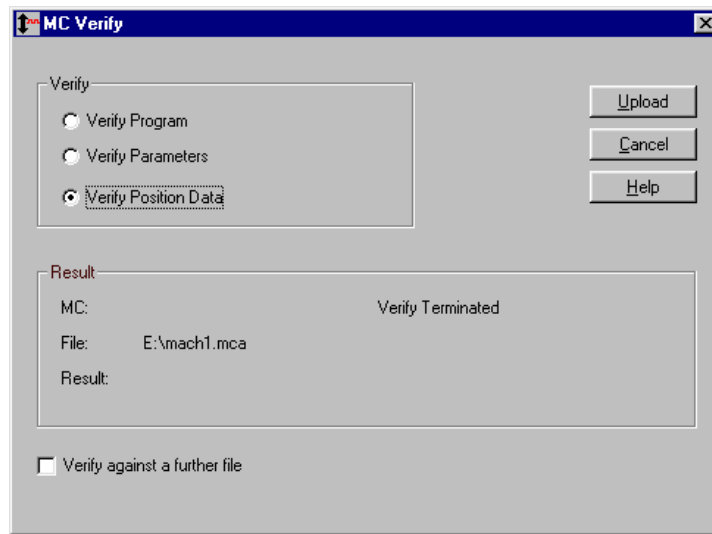 MC Verify
Verify
Verify Program
Verify Parameters
Verify Position Data
Upload
Cancel
Help
Result
MC: Verify Terminated
File: E:\mach1.mca
Result:
Verify against a further file